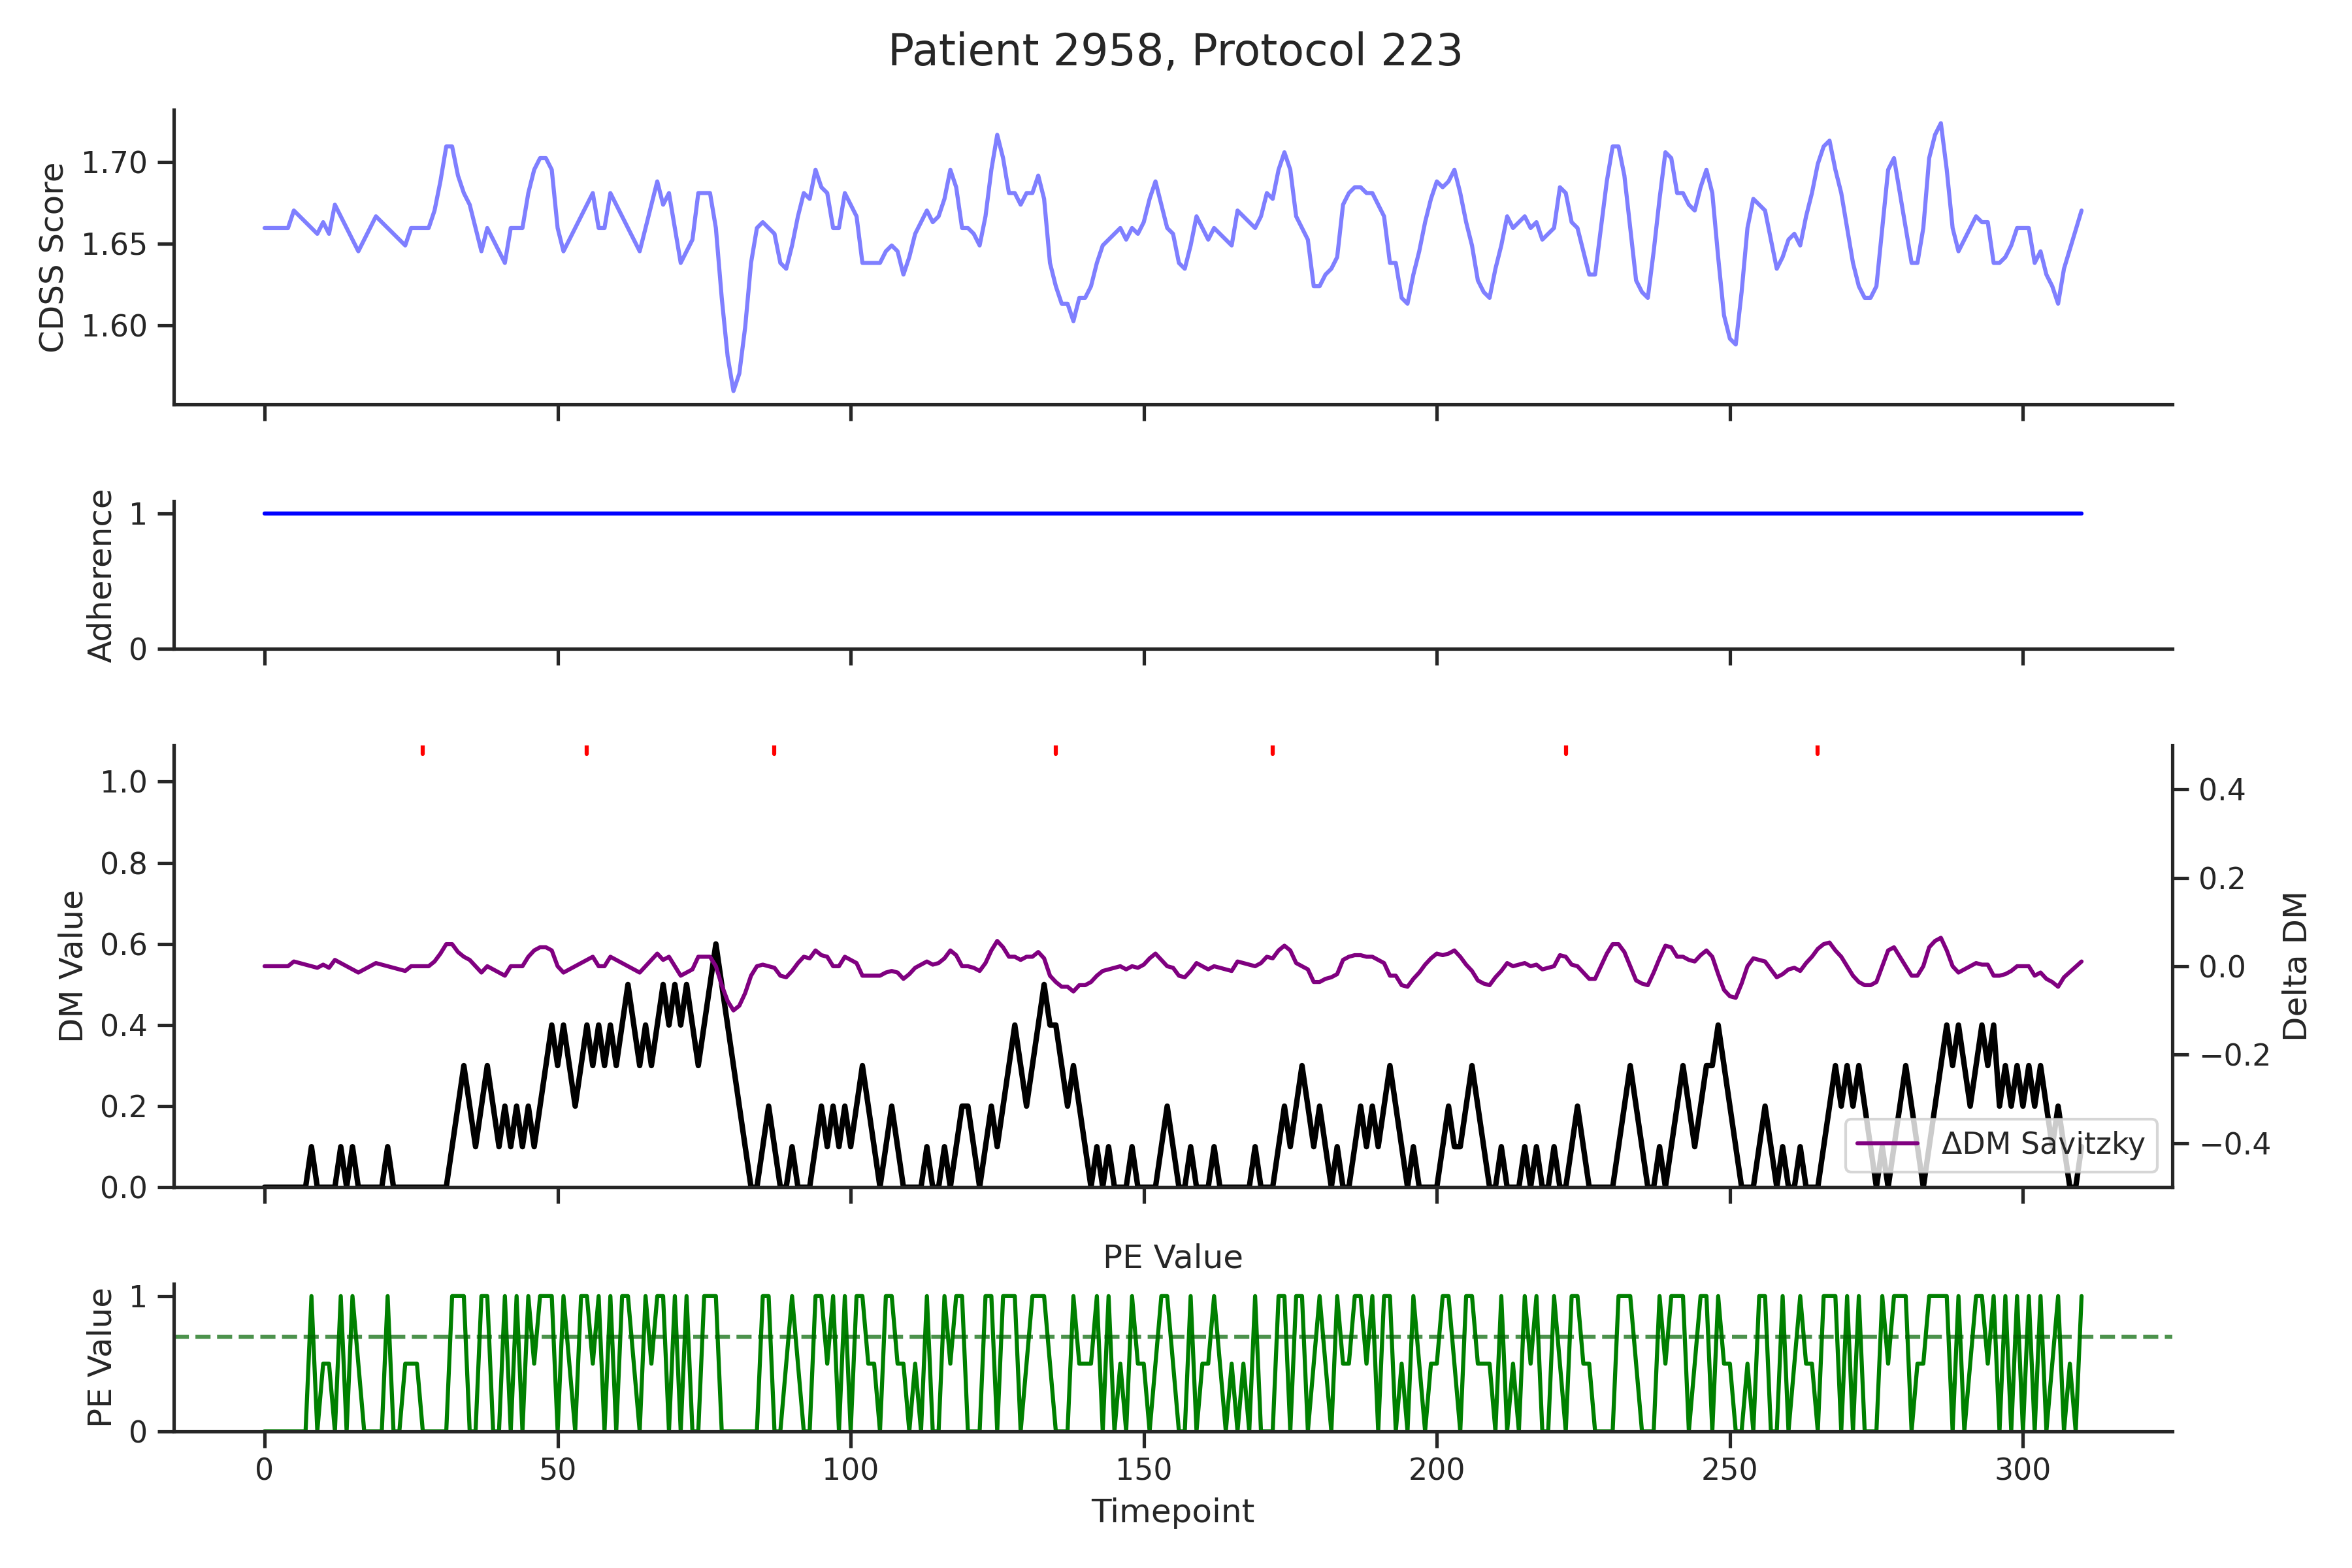 Patient 2958, Protocol 223
CDSS Score
1.70
1.65
1.60
Adherence
1
0
DM Value
1.0
0.8
0.6
0.4
0.2
0.0
Delta DM
0.4
0.2
0.0
−0.2
−0.4
ΔDM Savitzky
PE Value
PE Value
1
0
0 50 100 150 200 250 300
Timepoint